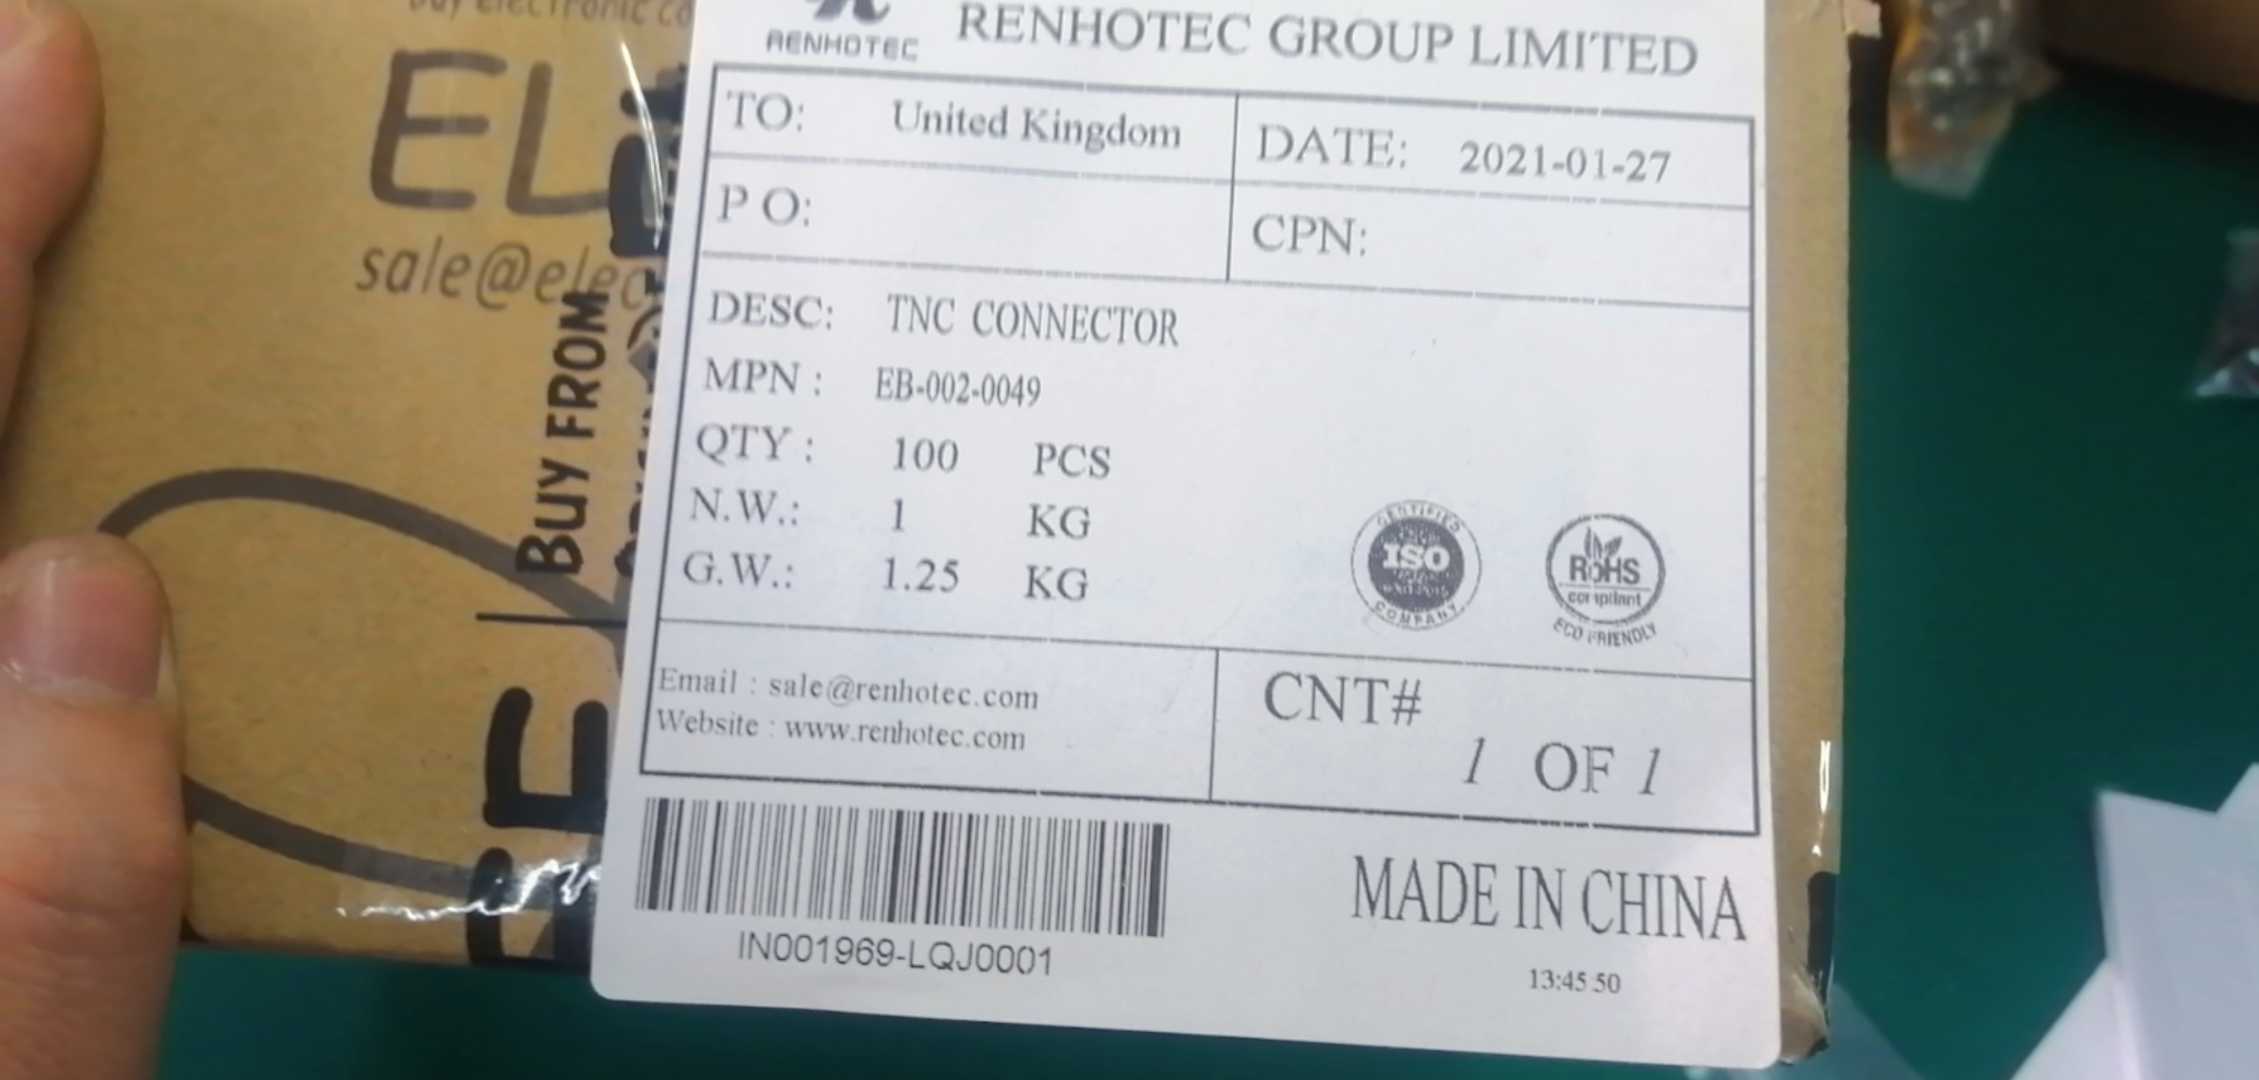 RENHOTEC
RENHOTEC GROUP LIMITED
TO: United Kingdom
DATE: 2021-01-27
P O:
CPN:
DESC: TNC CONNECTOR
MPN : EB-002-0049
QTY : 100 PCS
N.W.: 1 KG
G.W.: 1.25 KG
CERTIFIED
ISO
COMPANY
RoHS
compliant
ECO FRIENDLY
Email : sale@renhotec.com
Website : www.renhotec.com
CNT#
1 OF 1
IN001969-LQJ0001
MADE IN CHINA
13:45 50
sale@elec
BUY FROM